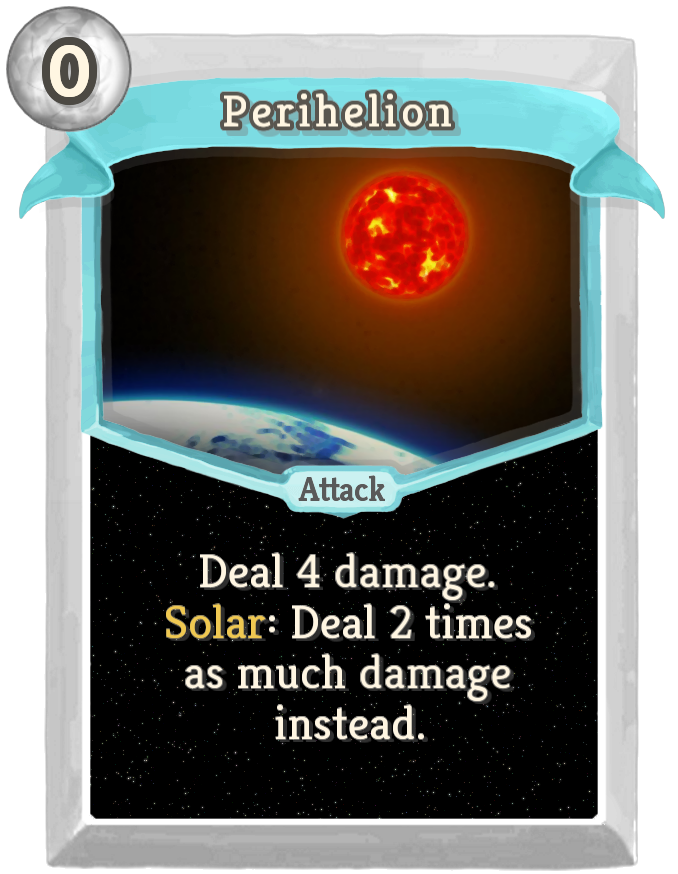 0
Perihelion
Attack
Deal 4 damage.
Solar: Deal 2 times
as much damage
instead.